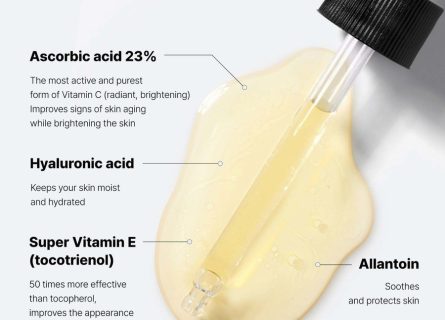 Ascorbic acid 23%
The most active and purest
form of Vitamin C (radiant, brightening)
Improves signs of skin aging
while brightening the skin
Hyaluronic acid
Keeps your skin moist
and hydrated
Super Vitamin E
(tocotrienol)
50 times more effective
than tocopherol,
improves the appearance
Allantoin
Soothes
and protects skin